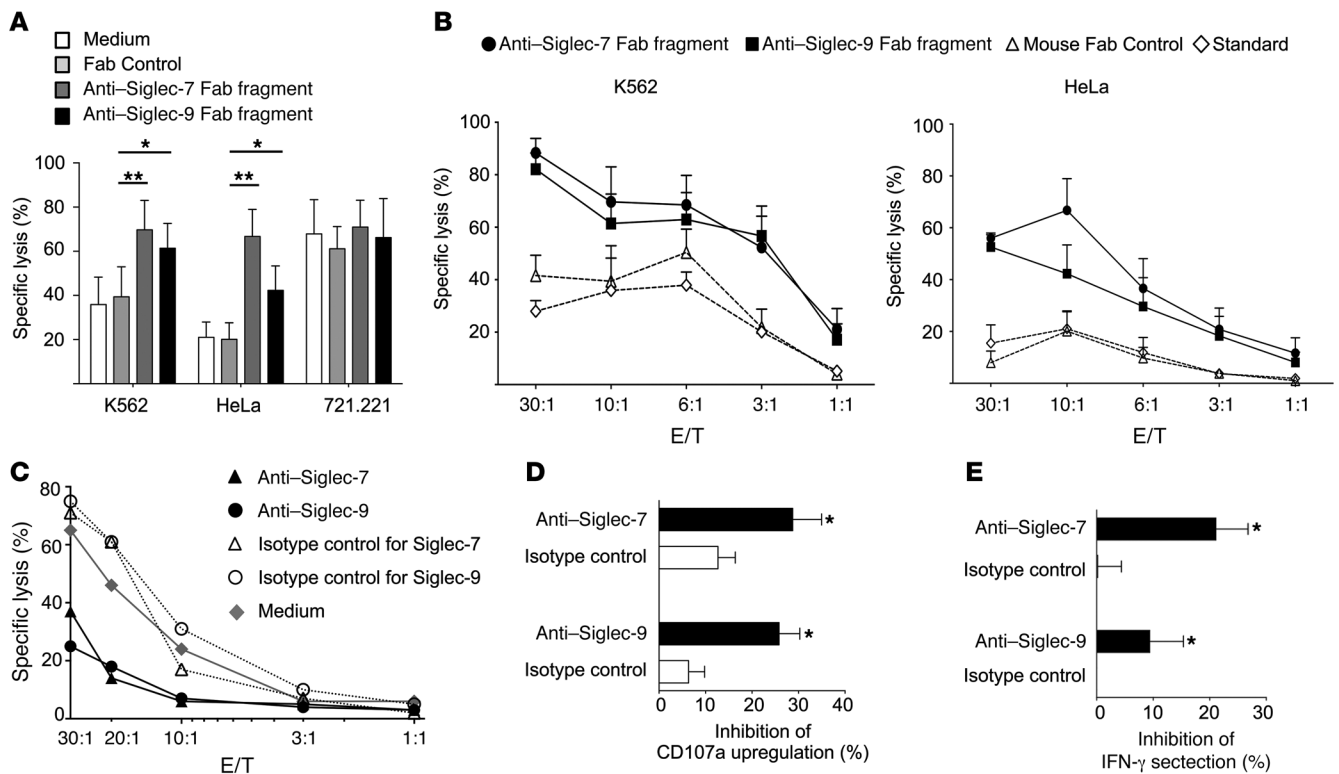 A
Medium
Fab Control
Anti–Siglec-7 Fab fragment
Anti–Siglec-9 Fab fragment
* *
** **
100
80
60
40
20
Specific lysis (%)
K562 HeLa 721.221
B
Anti–Siglec-7 Fab fragment Anti–Siglec-9 Fab fragment Mouse Fab Control Standard
K562
100
80
60
40
20
Specific lysis (%)
30:1 10:1 6:1 3:1 1:1
E/T
HeLa
100
80
60
40
20
Specific lysis (%)
30:1 10:1 6:1 3:1 1:1
E/T
C
80
60
40
20
0
Specific lysis (%)
Anti–Siglec-7
Anti–Siglec-9
Isotype control for Siglec-7
Isotype control for Siglec-9
Medium
30:1 20:1 10:1 3:1 1:1
E/T
D
Anti–Siglec-7 *
Isotype control
Anti–Siglec-9 *
Isotype control
0 10 20 30 40
Inhibition of
CD107a upregulation (%)
E
Anti–Siglec-7 *
Isotype control
Anti–Siglec-9 *
Isotype control
0 10 20 30
Inhibition of
IFN-γ sectection (%)